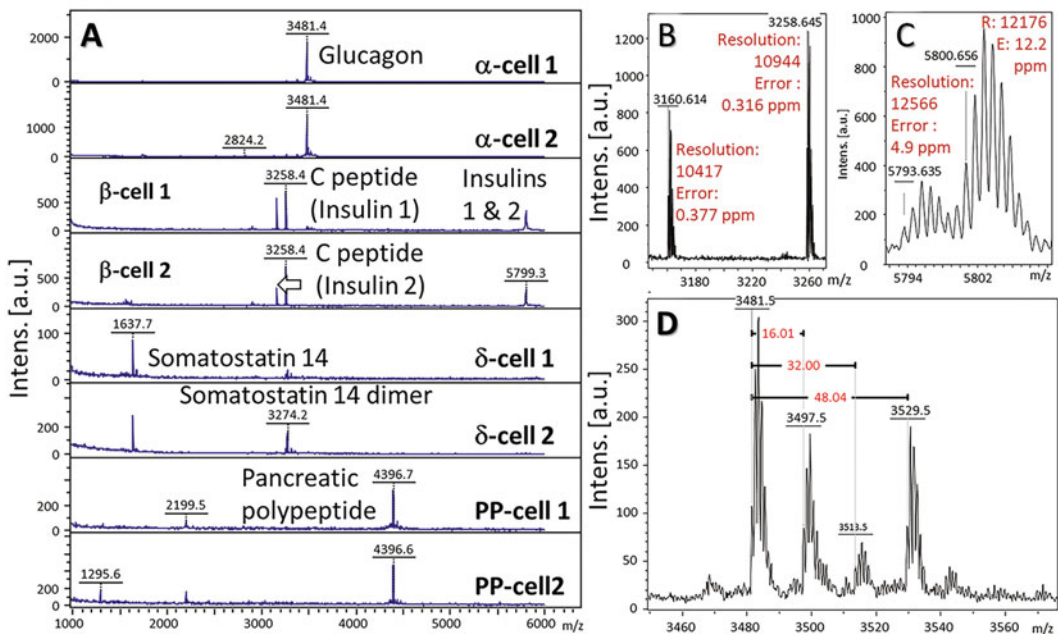 A
2000
0
3481.4
Glucagon
α-cell 1
1000
0
2824.2
3481.4
α-cell 2
β-cell 1
500
0
3258.4
C peptide
(Insulin 1)
Insulins
1 & 2
β-cell 2
500
0
3258.4
C peptide
(Insulin 2)
5799.3
100
0
1637.7
Somatostatin 14
δ-cell 1
200
0
Somatostatin 14 dimer
3274.2
δ-cell 2
200
0
2199.5
Pancreatic
polypeptide
4396.7
PP-cell 1
200
0
1295.6
4396.6
PP-cell2
Intens. [a.u.]
1000 2000 3000 4000 5000 6000 m/z
B
3258.645
Resolution:
10944
Error :
0.316 ppm
3160.614
Resolution:
10417
Error:
0.377 ppm
Intens. [a.u.]
1200
1000
800
600
400
200
0
3180 3220 3260 m/z
C
R: 12176
E: 12.2
ppm
5800.656
Resolution:
12566
Error :
4.9 ppm
5793.635
Intens. [a.u.]
1000
800
600
400
200
0
5794 5802 m/z
D
3481.5
16.01
32.00
48.04
3497.5
3513.5
3529.5
Intens. [a.u.]
300
250
200
150
100
50
0
3460 3480 3500 3520 3540 3560 m/z